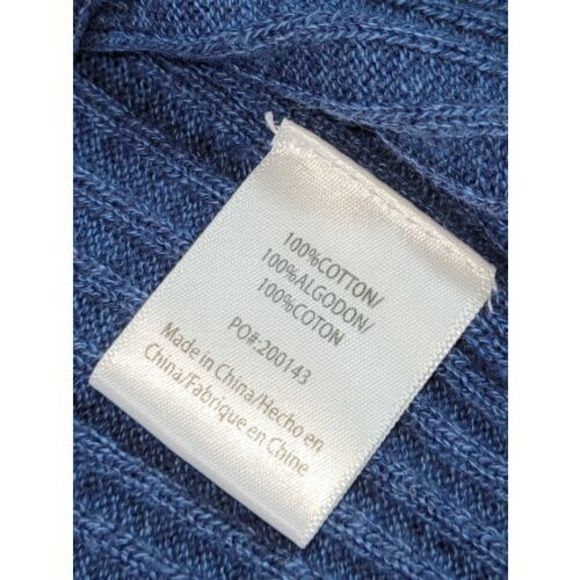 100%COTTON/
100%ALGODON/
100%COTON
PO#:200143
Made in China/Hecho en
China/Fabrique en Chine